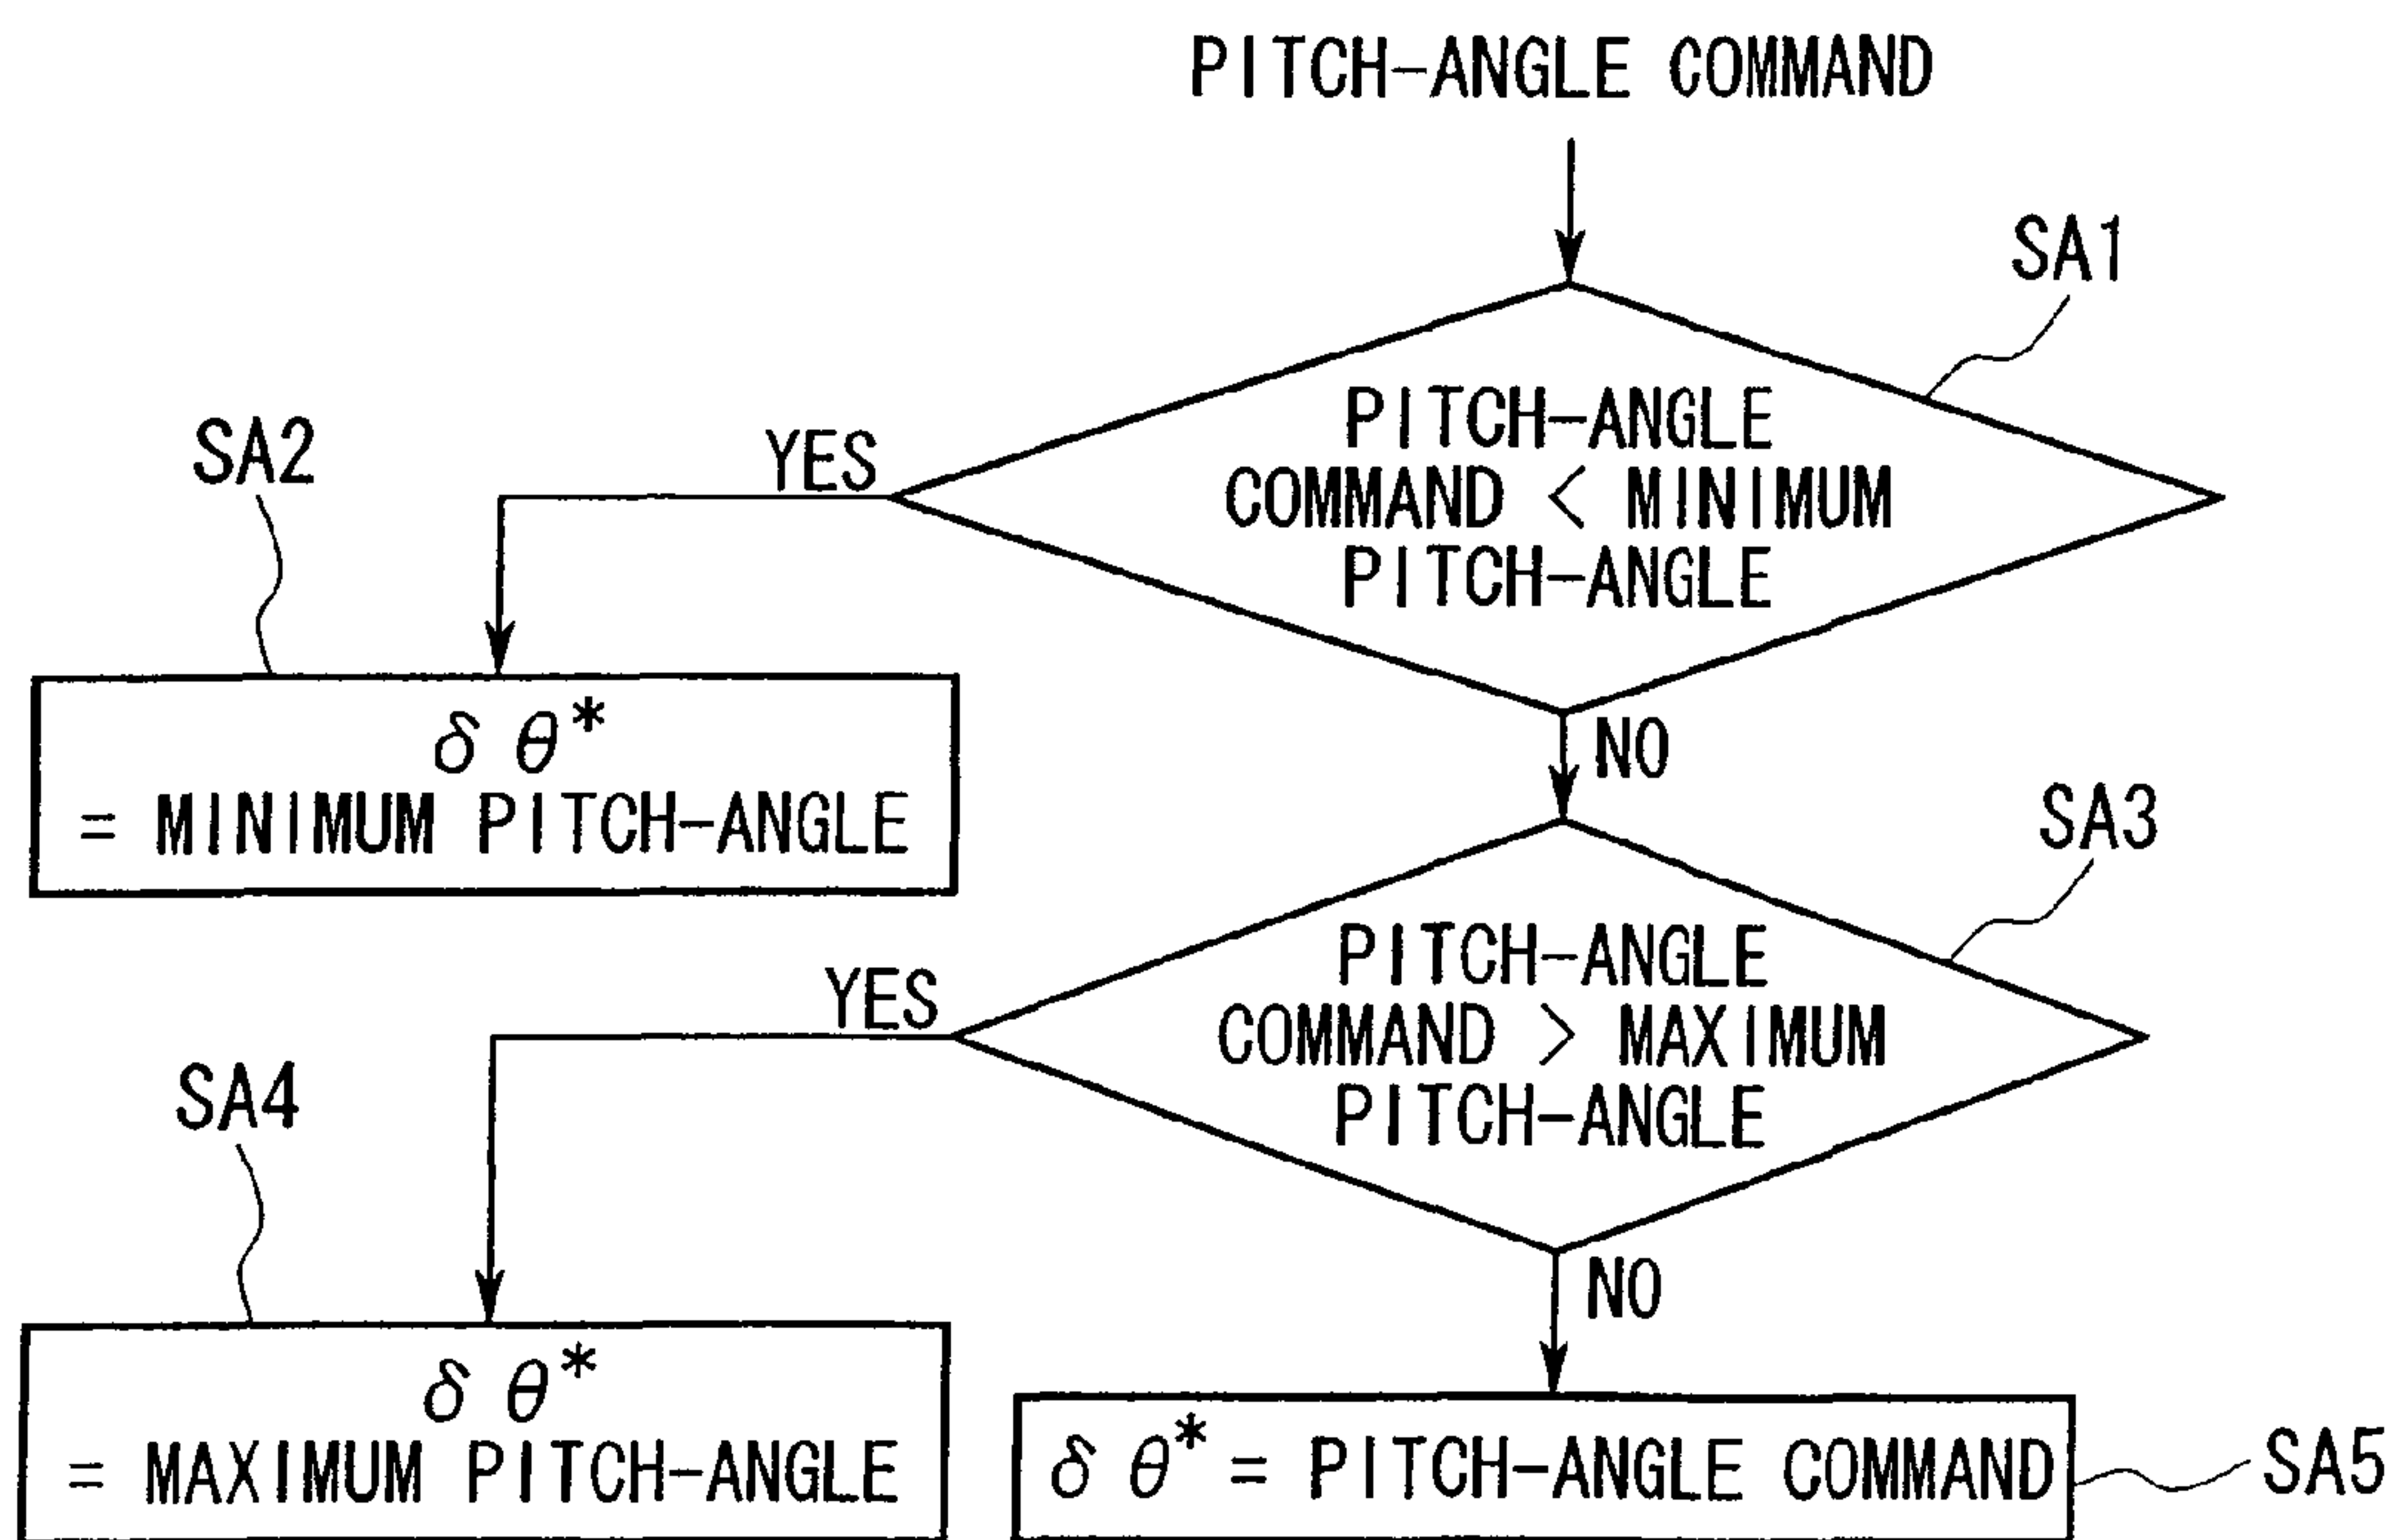 PITCH-ANGLE COMMAND
SA1
PITCH-ANGLE
COMMAND < MINIMUM
PITCH-ANGLE
YES
SA2
δ θ*
= MINIMUM PITCH-ANGLE
NO
SA3
PITCH-ANGLE
COMMAND > MAXIMUM
PITCH-ANGLE
YES
SA4
δ θ*
= MAXIMUM PITCH-ANGLE
NO
δ θ* = PITCH-ANGLE COMMAND
SA5